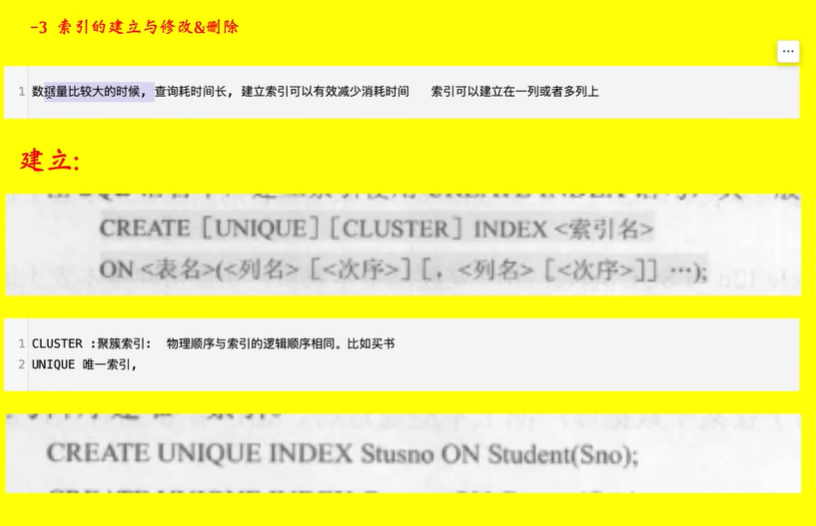 -3 索引的建立与修改&删除
...
1 数据量比较大的时候, 查询耗时间长, 建立索引可以有效减少消耗时间 索引可以建立在一列或者多列上
建立:
CREATE [UNIQUE] [CLUSTER] INDEX <索引名>
ON <表名>(<列名> [<次序>] [, <列名> [<次序>]] …);
1 CLUSTER :聚簇索引: 物理顺序与索引的逻辑顺序相同。比如买书
2 UNIQUE 唯一索引,
CREATE UNIQUE INDEX Stusno ON Student(Sno);